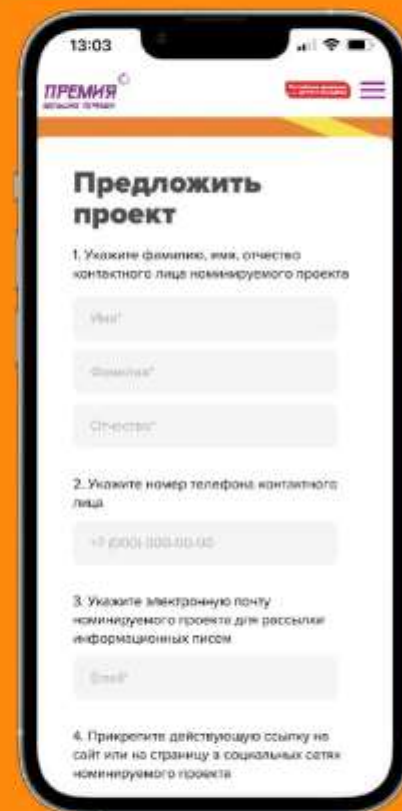 13:03
ПРЕМИЯ
Предложить
проект
1. Укажите фамилию, имя, отчество
контактного лица номинируемого проекта
Имя*
Фамилия*
Отчество*
2. Укажите номер телефона контактного
лица
+7 (000) 000-00-00
3. Укажите электронную почту
номинируемого проекта для рассылки
информационных писем
Email*
4. Прикрепите действующую ссылку на
сайт или на страницу в социальных сетях
номинируемого проекта